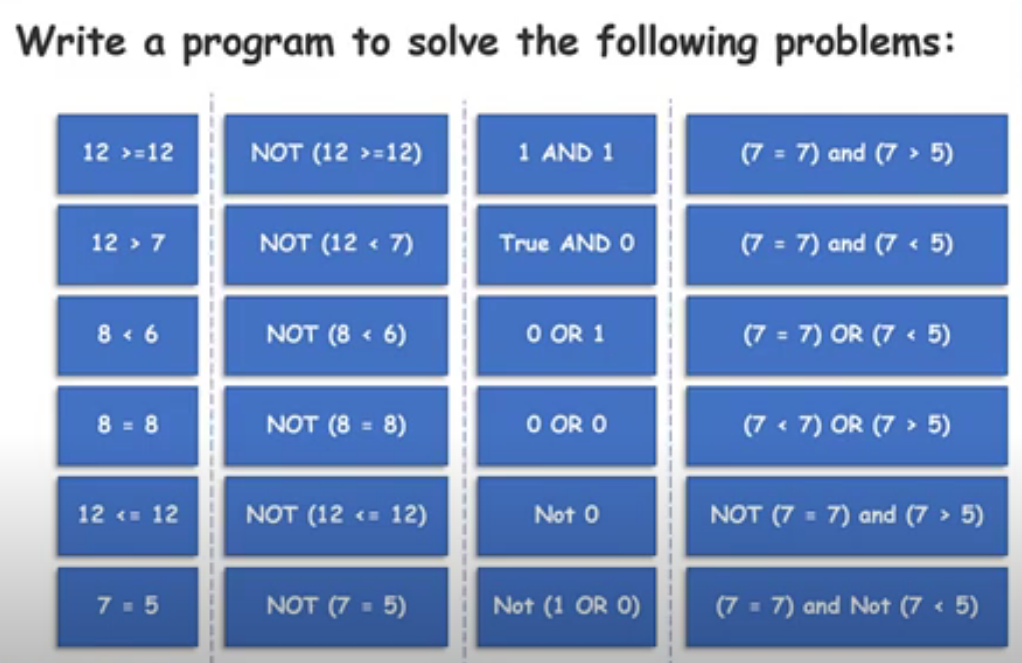 Write a program to solve the following problems:
12 >=12
NOT (12 >=12)
1 AND 1
(7 = 7) and (7 > 5)
12 > 7
NOT (12 < 7)
True AND 0
(7 = 7) and (7 < 5)
8 < 6
NOT (8 < 6)
0 OR 1
(7 = 7) OR (7 < 5)
8 = 8
NOT (8 = 8)
0 OR 0
(7 < 7) OR (7 > 5)
12 <= 12
NOT (12 <= 12)
Not 0
NOT (7 = 7) and (7 > 5)
7 = 5
NOT (7 = 5)
Not (1 OR 0)
(7 = 7) and Not (7 < 5)